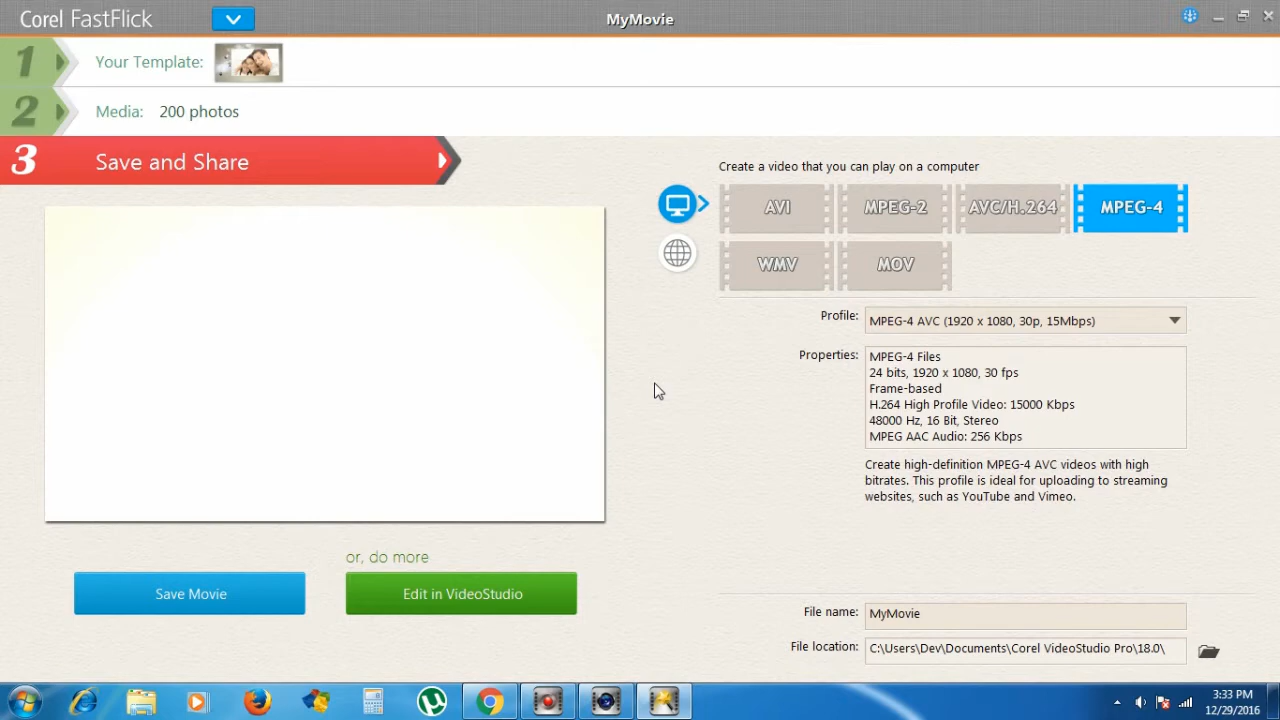 Corel FastFlick
MyMovie
1
Your Template:
2
Media: 200 photos
3
Save and Share
Create a video that you can play on a computer
AVI
MPEG-2
AVC/H.264
MPEG-4
WMV
MOV
Profile: MPEG-4 AVC (1920 x 1080, 30p, 15Mbps)
Properties: MPEG-4 Files
24 bits, 1920 x 1080, 30 fps
Frame-based
H.264 High Profile Video: 15000 Kbps
48000 Hz, 16 Bit, Stereo
MPEG AAC Audio: 256 Kbps
Create high-definition MPEG-4 AVC videos with high
bitrates. This profile is ideal for uploading to streaming
websites, such as YouTube and Vimeo.
or, do more
Save Movie
Edit in VideoStudio
File name: MyMovie
File location: C:\Users\Dev\Documents\Corel VideoStudio Pro\18.0\
3:33 PM
12/29/2016